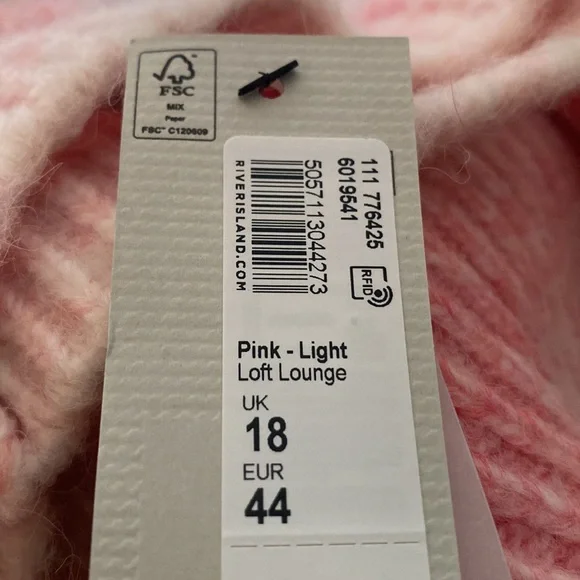 FSC
MIX
Paper
FSC™ C120609
111 776425
6019541
RFID
5057113044273
RIVERISLAND.COM
Pink - Light
Loft Lounge
UK
18
EUR
44